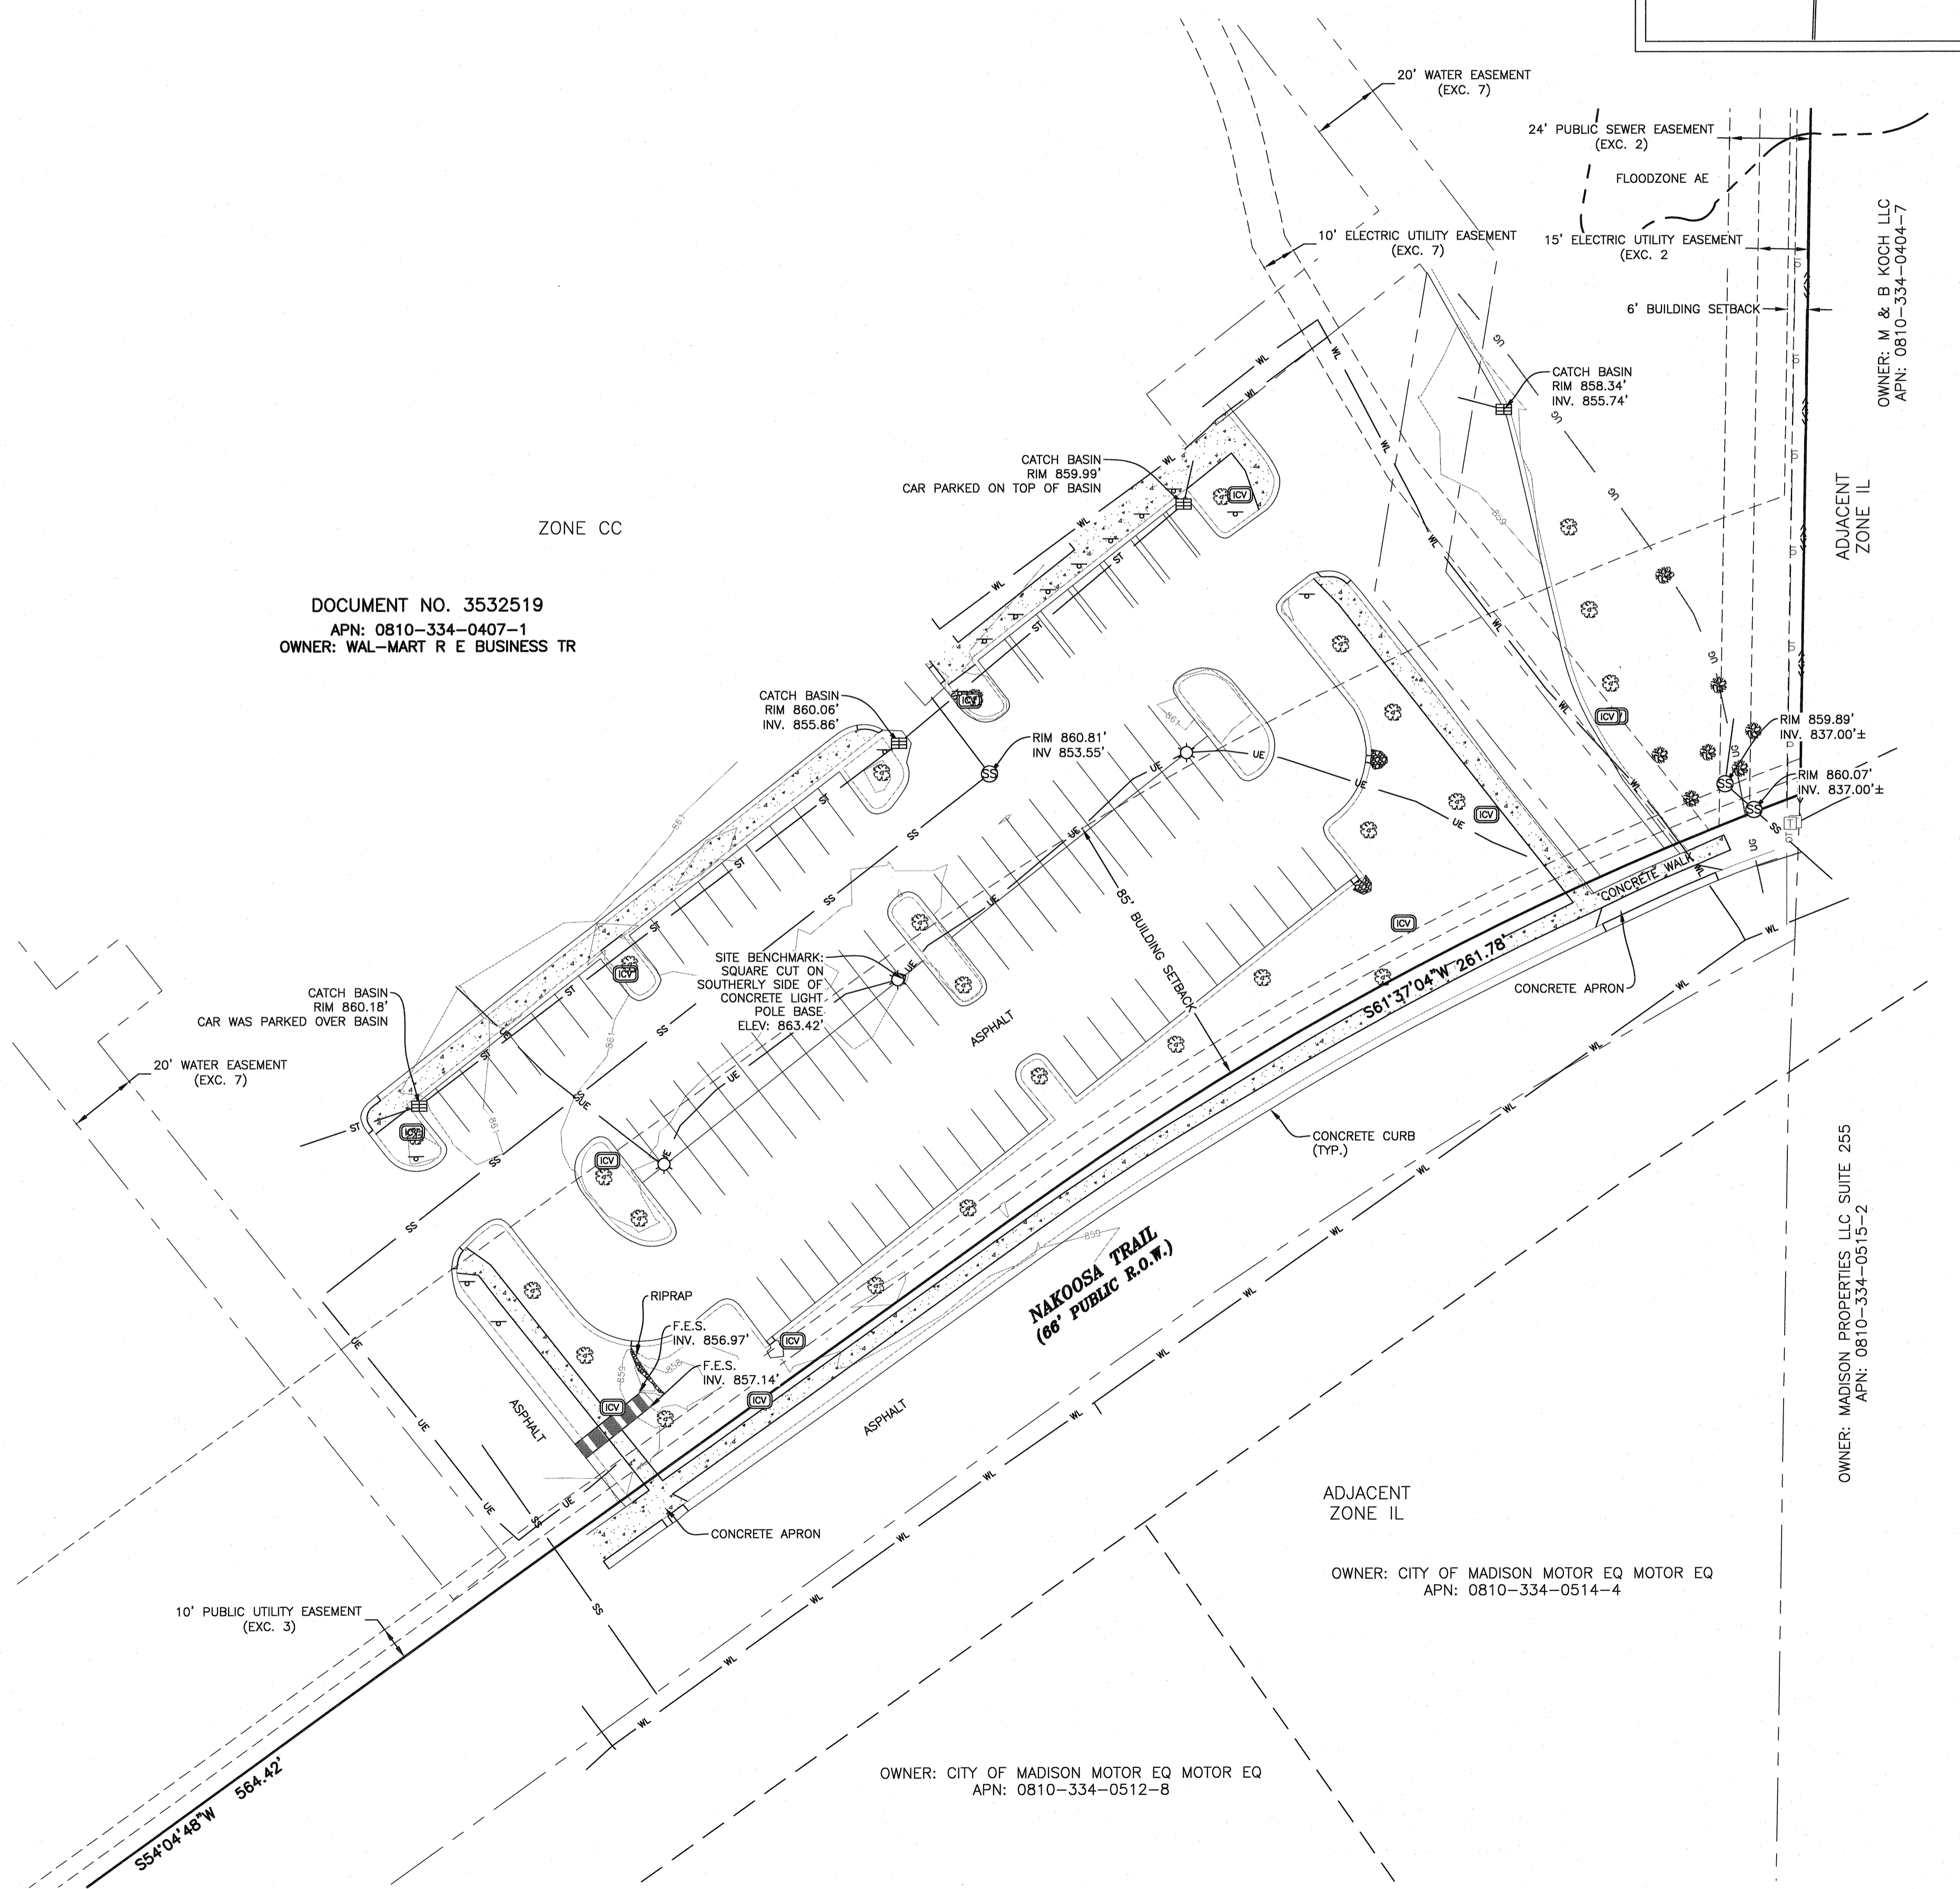 20' WATER EASEMENT
(EXC. 7)
24' PUBLIC SEWER EASEMENT
(EXC. 2)
FLOODZONE AE
10' ELECTRIC UTILITY EASEMENT
(EXC. 7)
15' ELECTRIC UTILITY EASEMENT
(EXC. 2
6' BUILDING SETBACK
OWNER: M & B KOCH LLC
APN: 0810-334-0404-7
CATCH BASIN
RIM 858.34'
INV. 855.74'
CATCH BASIN
RIM 859.99'
CAR PARKED ON TOP OF BASIN
ADJACENT
ZONE IL
ZONE CC
DOCUMENT NO. 3532519
APN: 0810-334-0407-1
OWNER: WAL-MART R E BUSINESS TR
CATCH BASIN
RIM 860.06'
INV. 855.86'
RIM 860.81'
INV 853.55'
RIM 859.89'
INV. 837.00'±
RIM 860.07'
INV. 837.00'±
85' BUILDING SETBACK
CONCRETE WALK
SITE BENCHMARK:
SQUARE CUT ON
SOUTHERLY SIDE OF
CONCRETE LIGHT
POLE BASE
ELEV: 863.42'
ASPHALT
S61°37'04"W 261.78'
CONCRETE APRON
CATCH BASIN
RIM 860.18'
CAR WAS PARKED OVER BASIN
20' WATER EASEMENT
(EXC. 7)
CONCRETE CURB
(TYP.)
NAKOOSA TRAIL
(66' PUBLIC R.O.W.)
RIPRAP
F.E.S.
INV. 856.97'
F.E.S.
INV. 857.14'
ASPHALT
ASPHALT
CONCRETE APRON
OWNER: MADISON PROPERTIES LLC SUITE 255
APN: 0810-334-0515-2
ADJACENT
ZONE IL
OWNER: CITY OF MADISON MOTOR EQ MOTOR EQ
APN: 0810-334-0514-4
10' PUBLIC UTILITY EASEMENT
(EXC. 3)
OWNER: CITY OF MADISON MOTOR EQ MOTOR EQ
APN: 0810-334-0512-8
S54°04'48"W 564.42'
WL
UE
SS
ST
UG
ICV
859
861
858